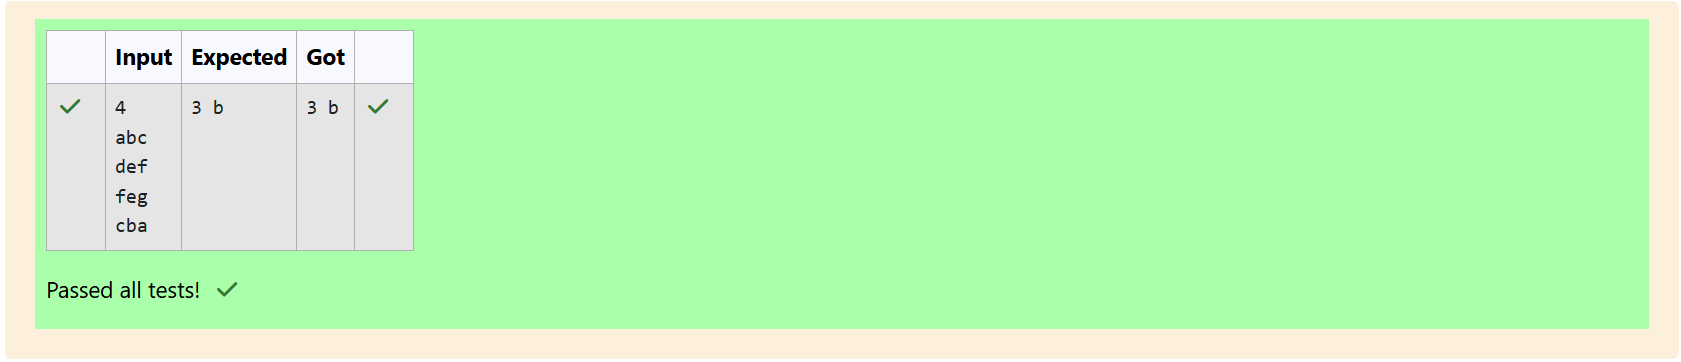 Input Expected Got
4 3 b 3 b
abc
def
feg
cba
Passed all tests!